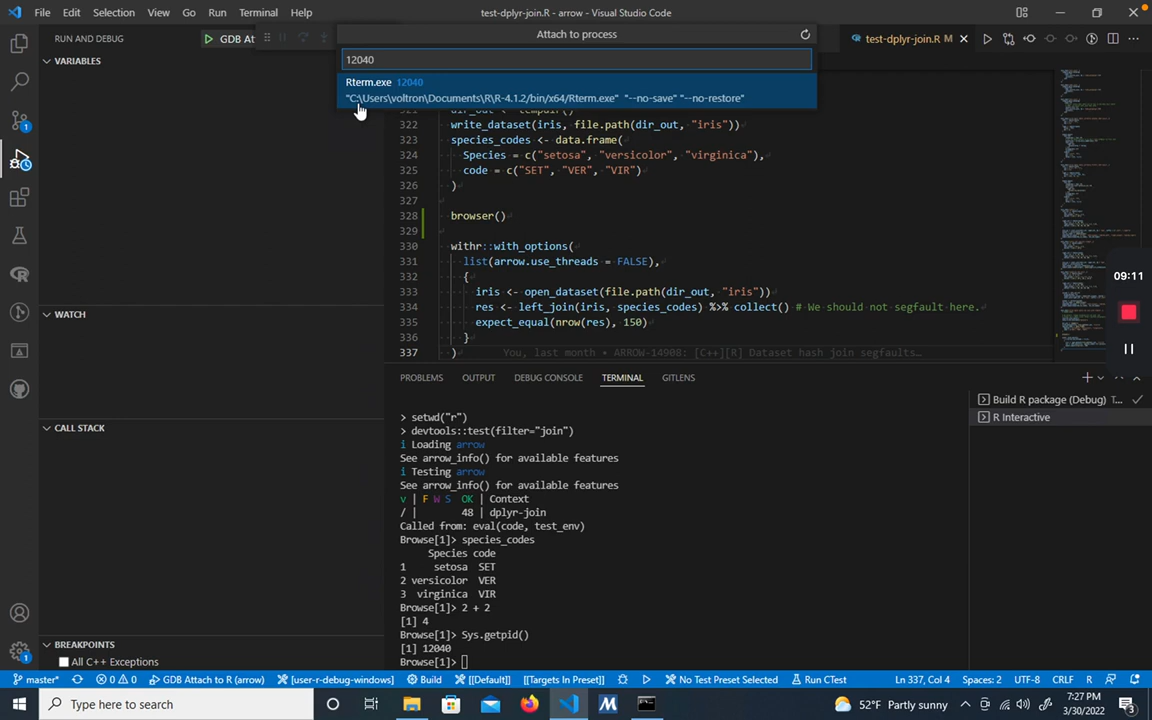 File Edit Selection View Go Run Terminal Help
test-dplyr-join.R - arrow - Visual Studio Code
RUN AND DEBUG
GDB At
Attach to process
test-dplyr-join.R M
12040
Rterm.exe 12040
"C:\Users\voltron\Documents\R\R-4.1.2/bin/x64/Rterm.exe" "--no-save" "--no-restore"
VARIABLES
322 write_dataset(iris, file.path(dir_out, "iris"))
323 species_codes <- data.frame(
324 Species = c("setosa", "versicolor", "virginica"),
325 code = c("SET", "VER", "VIR")
326 )
327
328 browser()
329
330 withr::with_options(
331 list(arrow.use_threads = FALSE),
332 {
333 iris <- open_dataset(file.path(dir_out, "iris"))
334 res <- left_join(iris, species_codes) %>% collect() # We should not segfault here.
335 expect_equal(nrow(res), 150)
336 }
337 ) You, last month • ARROW-14908: [C++][R] Dataset hash join segfaults…
09:11
WATCH
CALL STACK
BREAKPOINTS
All C++ Exceptions
PROBLEMS OUTPUT DEBUG CONSOLE TERMINAL GITLENS
Build R package (Debug) T...
R Interactive
> setwd("r")
> devtools::test(filter="join")
i Loading arrow
See arrow_info() for available features
i Testing arrow
See arrow_info() for available features
v | F W S OK | Context
/ | 48 | dplyr-join
Called from: eval(code, test_env)
Browse[1]> species_codes
Species code
1 setosa SET
2 versicolor VER
3 virginica VIR
Browse[1]> 2 + 2
[1] 4
Browse[1]> Sys.getpid()
[1] 12040
Browse[1]>
master* 0 0 GDB Attach to R (arrow) [user-r-debug-windows] Build [[Default]] [[Targets In Preset]] No Test Preset Selected Run CTest Ln 337, Col 4 Spaces: 2 UTF-8 CRLF R
Type here to search
52°F Partly sunny
7:27 PM
3/30/2022
3